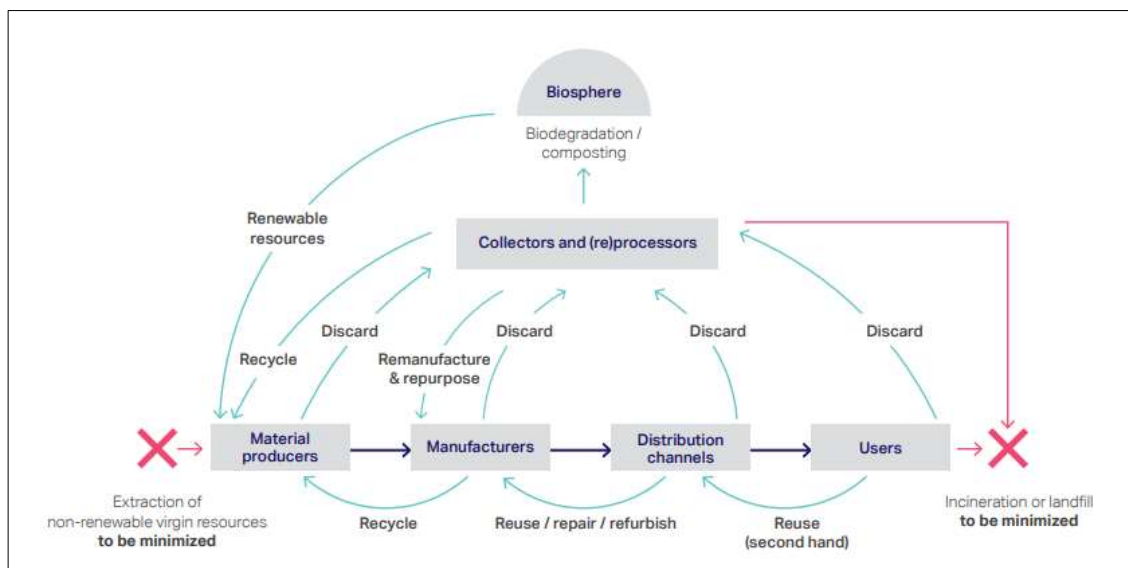 Biosphere
Biodegradation /
composting
Renewable
resources
Collectors and (re)processors
Discard
Discard
Discard
Discard
Recycle
Remanufacture
& repurpose
Material
producers
Manufacturers
Distribution
channels
Users
Extraction of
non-renewable virgin resources
to be minimized
Recycle
Reuse / repair / refurbish
Reuse
(second hand)
Incineration or landfill
to be minimized